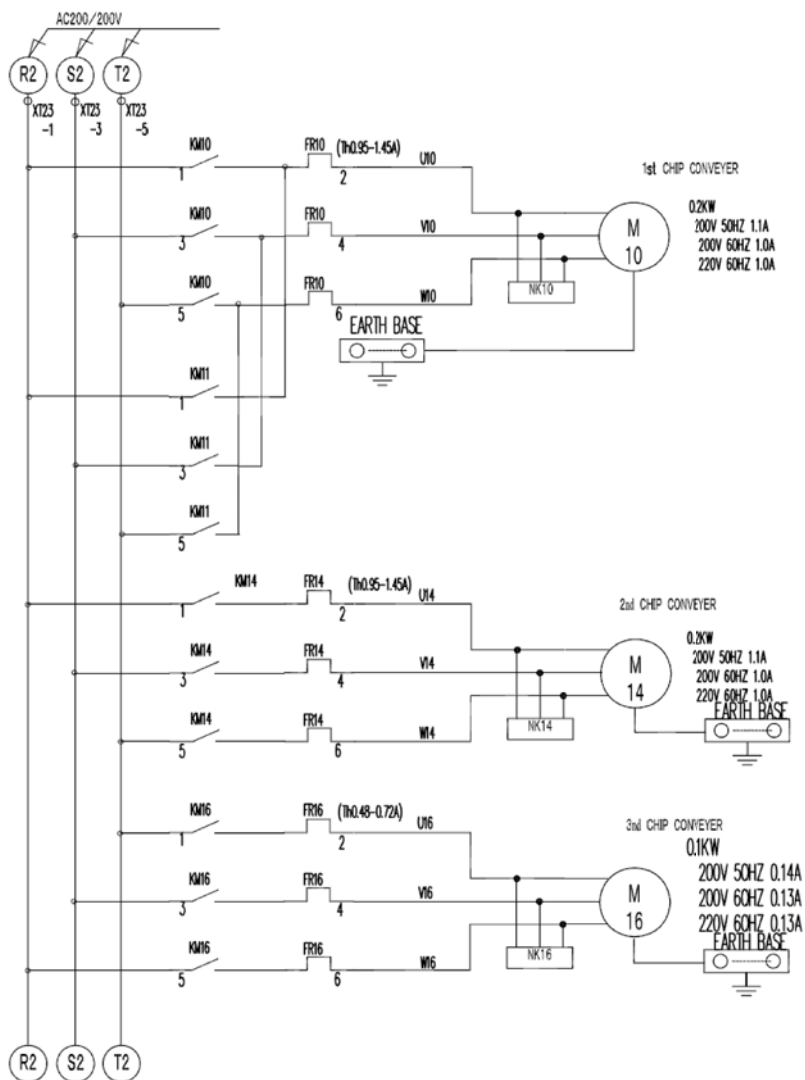 AC200/200V
R2 S2 T2
XT23 -1 XT23 -3 XT23 -5
KM10 FR10 (Th0.95-1.45A) U10
1 2
1st CHIP CONVEYER
KM10 FR10 V10
3 4
M 10
0.2KW
200V 50HZ 1.1A
200V 60HZ 1.0A
220V 60HZ 1.0A
KM10 FR10 W10
5 6
NK10
EARTH BASE
KM11
1
KM11
3
KM11
5
KM14 FR14 (Th0.95-1.45A) U14
1 2
2nd CHIP CONVEYER
KM14 FR14 V14
3 4
M 14
0.2KW
200V 50HZ 1.1A
200V 60HZ 1.0A
220V 60HZ 1.0A
EARTH BASE
KM14 FR14 W14
5 6
NK14
KM16 FR16 (Th0.48-0.72A) U16
1 2
3nd CHIP CONVEYER
KM16 FR16 V16
3 4
M 16
0.1KW
200V 50HZ 0.14A
200V 60HZ 0.13A
220V 60HZ 0.13A
EARTH BASE
KM16 FR16 W16
5 6
NK16
R2 S2 T2